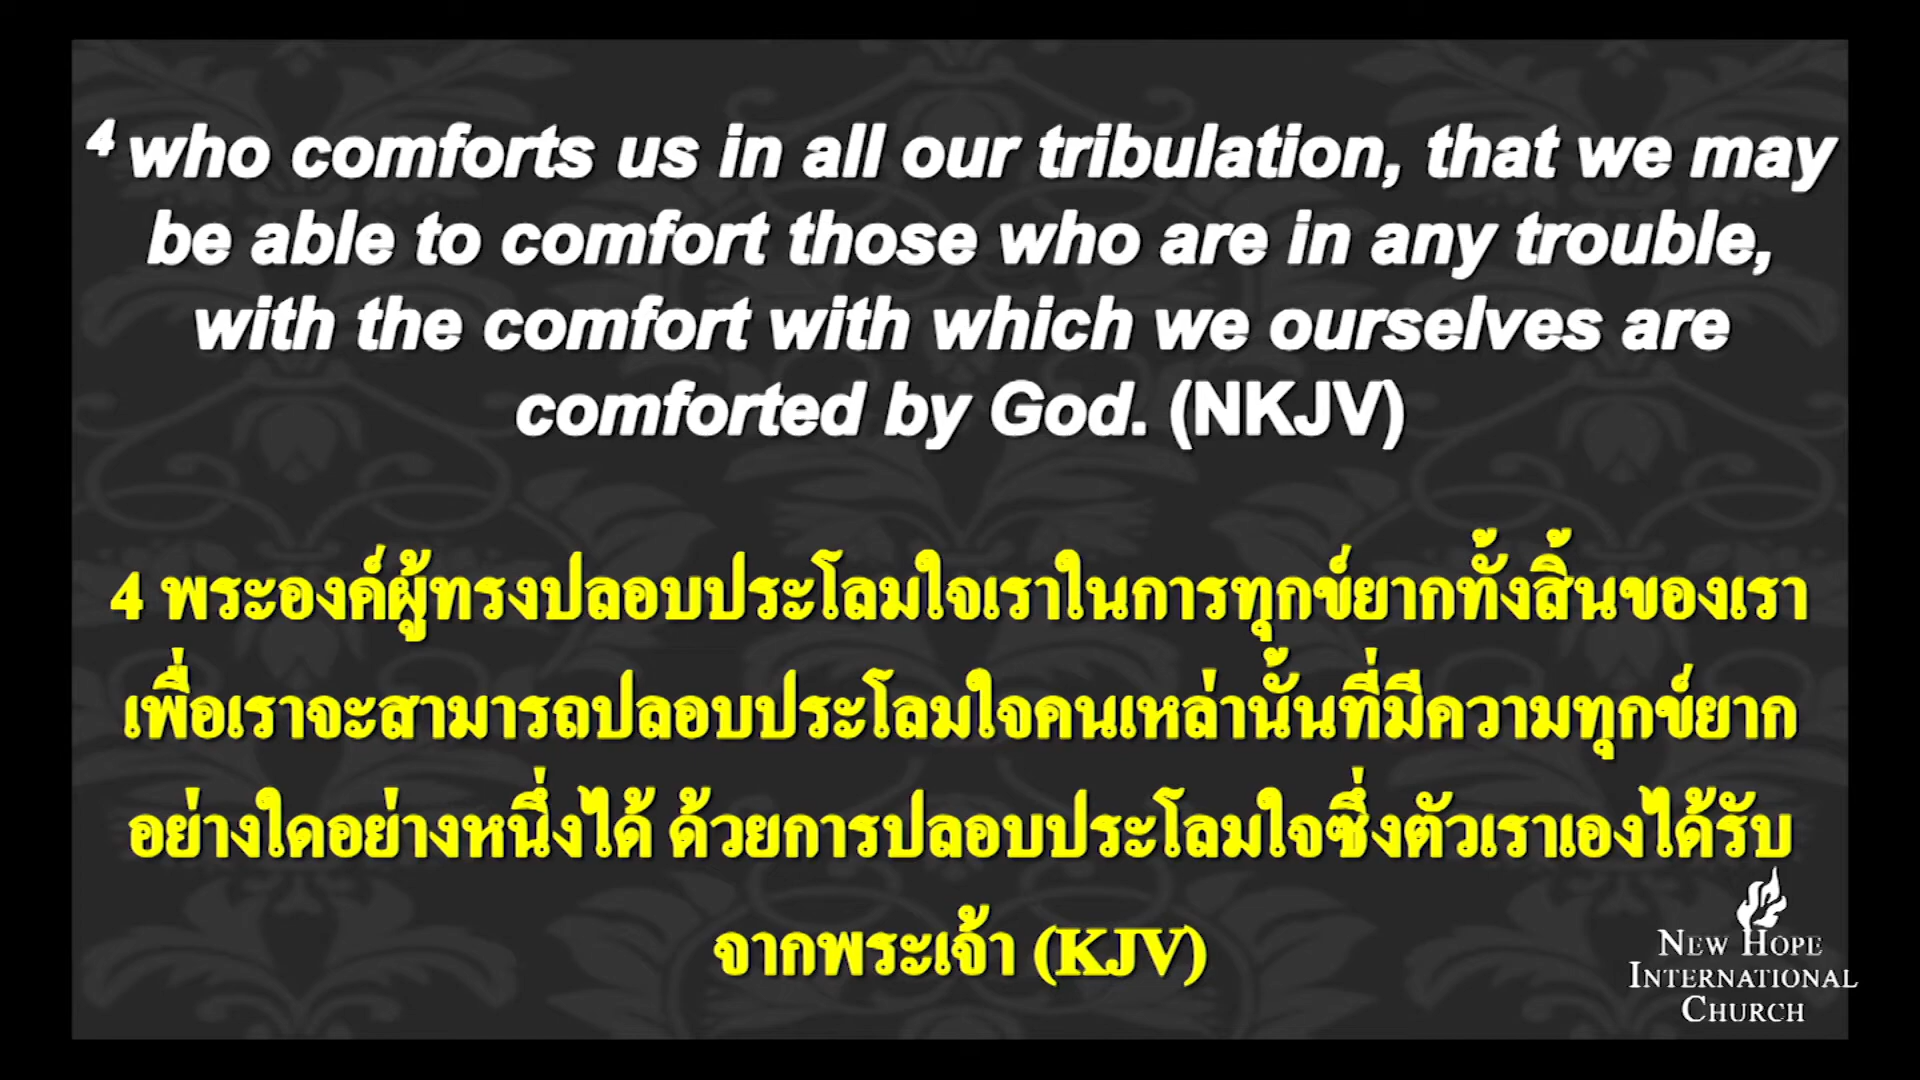 4 who comforts us in all our tribulation, that we may
be able to comfort those who are in any trouble,
with the comfort with which we ourselves are
comforted by God. (NKJV)
4 พระองค์ผู้ทรงปลอบประโลมใจเราในการทุกข์ยากทั้งสิ้นของเรา
เพื่อเราจะสามารถปลอบประโลมใจคนเหล่านั้นที่มีความทุกข์ยาก
อย่างใดอย่างหนึ่งได้ ด้วยการปลอบประโลมใจซึ่งตัวเราเองได้รับ
จากพระเจ้า (KJV)
NEW HOPE
INTERNATIONAL
CHURCH